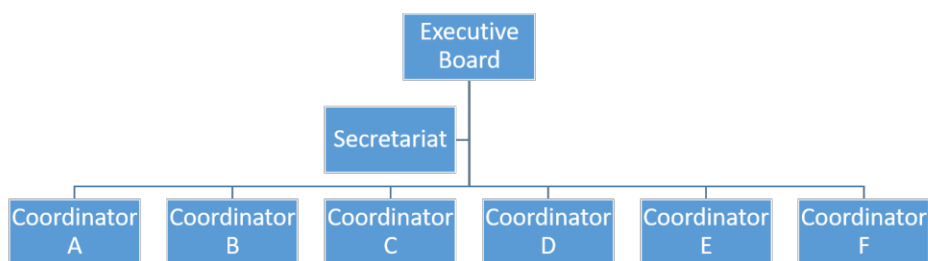 Executive
Board
Secretariat
Coordinator
A
Coordinator
B
Coordinator
C
Coordinator
D
Coordinator
E
Coordinator
F